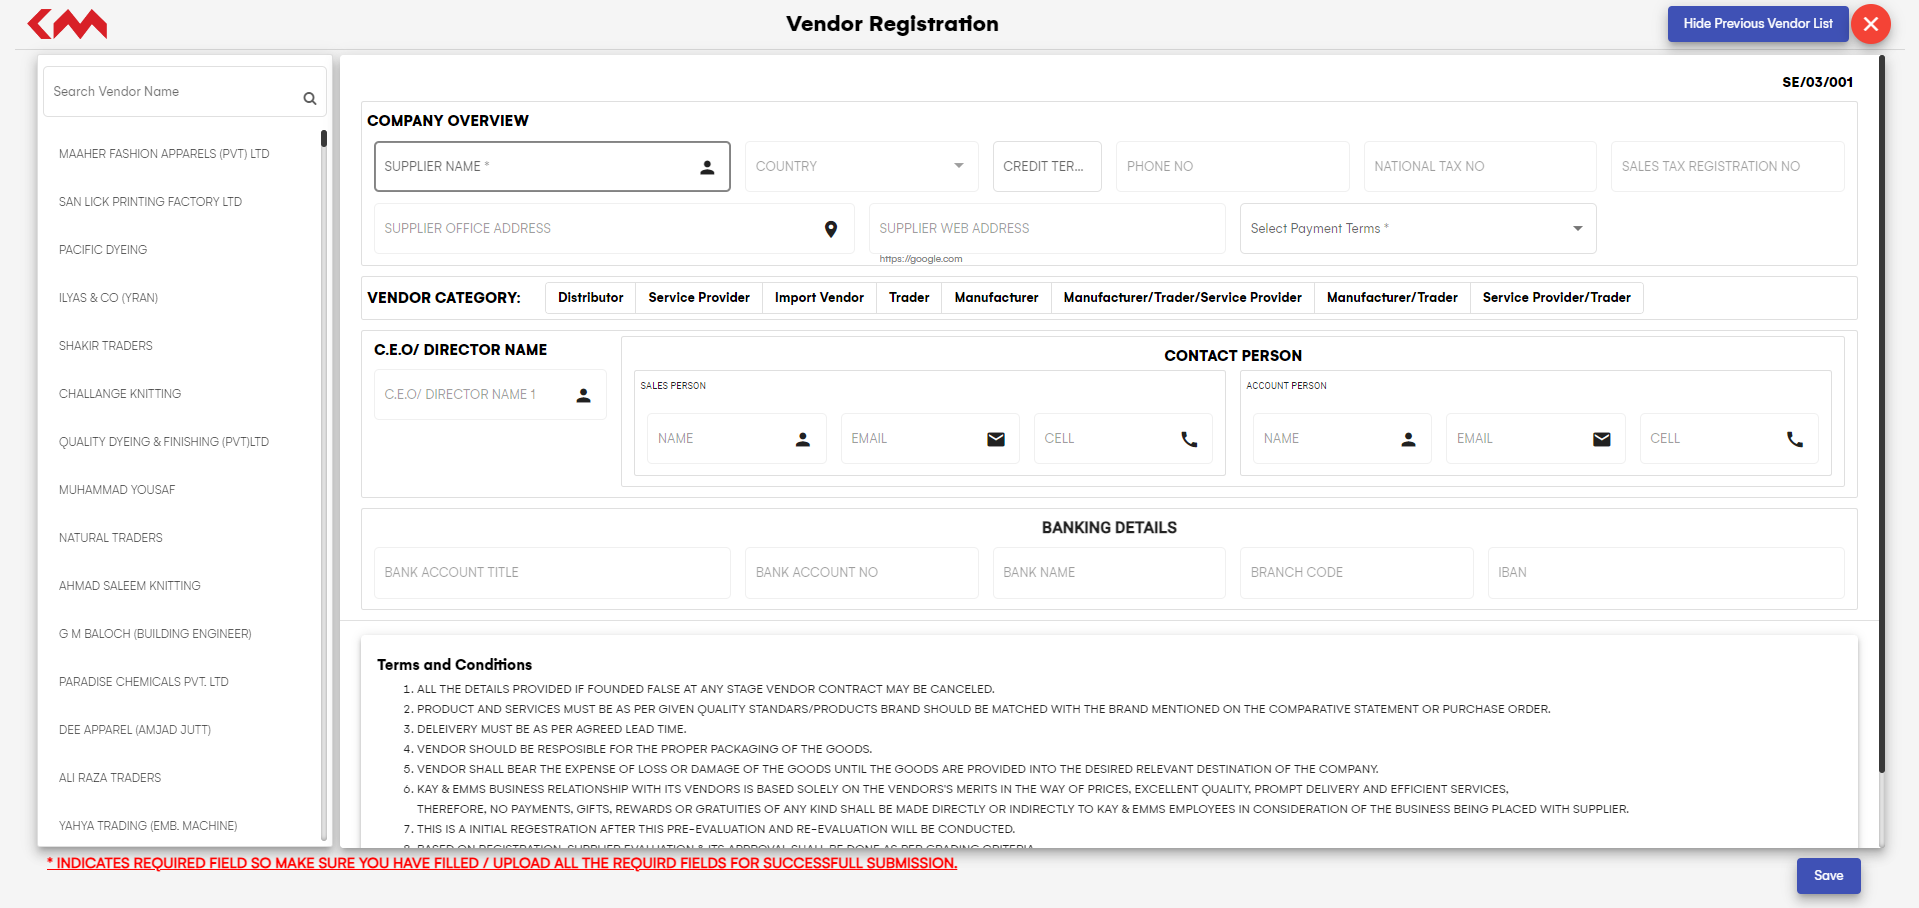 Vendor Registration
Hide Previous Vendor List
Search Vendor Name
MAAHER FASHION APPARELS (PVT) LTD
SAN LICK PRINTING FACTORY LTD
PACIFIC DYEING
ILYAS & CO (YRAN)
SHAKIR TRADERS
CHALLANGE KNITTING
QUALITY DYEING & FINISHING (PVT)LTD
MUHAMMAD YOUSAF
NATURAL TRADERS
AHMAD SALEEM KNITTING
G M BALOCH (BUILDING ENGINEER)
PARADISE CHEMICALS PVT. LTD
DEE APPAREL (AMJAD JUTT)
ALI RAZA TRADERS
YAHYA TRADING (EMB. MACHINE)
SE/03/001
COMPANY OVERVIEW
SUPPLIER NAME * COUNTRY CREDIT TER... PHONE NO NATIONAL TAX NO SALES TAX REGISTRATION NO
SUPPLIER OFFICE ADDRESS SUPPLIER WEB ADDRESS Select Payment Terms *
https://google.com
VENDOR CATEGORY: Distributor Service Provider Import Vendor Trader Manufacturer Manufacturer/Trader/Service Provider Manufacturer/Trader Service Provider/Trader
C.E.O/ DIRECTOR NAME
C.E.O/ DIRECTOR NAME 1
CONTACT PERSON
SALES PERSON
NAME EMAIL CELL
ACCOUNT PERSON
NAME EMAIL CELL
BANKING DETAILS
BANK ACCOUNT TITLE BANK ACCOUNT NO BANK NAME BRANCH CODE IBAN
Terms and Conditions
1. ALL THE DETAILS PROVIDED IF FOUNDED FALSE AT ANY STAGE VENDOR CONTRACT MAY BE CANCELED.
2. PRODUCT AND SERVICES MUST BE AS PER GIVEN QUALITY STANDARS/PRODUCTS BRAND SHOULD BE MATCHED WITH THE BRAND MENTIONED ON THE COMPARATIVE STATEMENT OR PURCHASE ORDER.
3. DELEIVERY MUST BE AS PER AGREED LEAD TIME.
4. VENDOR SHOULD BE RESPOSIBLE FOR THE PROPER PACKAGING OF THE GOODS.
5. VENDOR SHALL BEAR THE EXPENSE OF LOSS OR DAMAGE OF THE GOODS UNTIL THE GOODS ARE PROVIDED INTO THE DESIRED RELEVANT DESTINATION OF THE COMPANY.
6. KAY & EMMS BUSINESS RELATIONSHIP WITH ITS VENDORS IS BASED SOLELY ON THE VENDORS'S MERITS IN THE WAY OF PRICES, EXCELLENT QUALITY, PROMPT DELIVERY AND EFFICIENT SERVICES,
THEREFORE, NO PAYMENTS, GIFTS, REWARDS OR GRATUITIES OF ANY KIND SHALL BE MADE DIRECTLY OR INDIRECTLY TO KAY & EMMS EMPLOYEES IN CONSIDERATION OF THE BUSINESS BEING PLACED WITH SUPPLIER.
7. THIS IS A INITIAL REGESTRATION AFTER THIS PRE-EVALUATION AND RE-EVALUATION WILL BE CONDUCTED.
8. BASED ON REGISTRATION, SUPPLIER EVALUATION & ITS APPROVAL SHALL BE DONE AS PER GRADING CRITERIA
* INDICATES REQUIRED FIELD SO MAKE SURE YOU HAVE FILLED / UPLOAD ALL THE REQUIRD FIELDS FOR SUCCESSFULL SUBMISSION.
Save